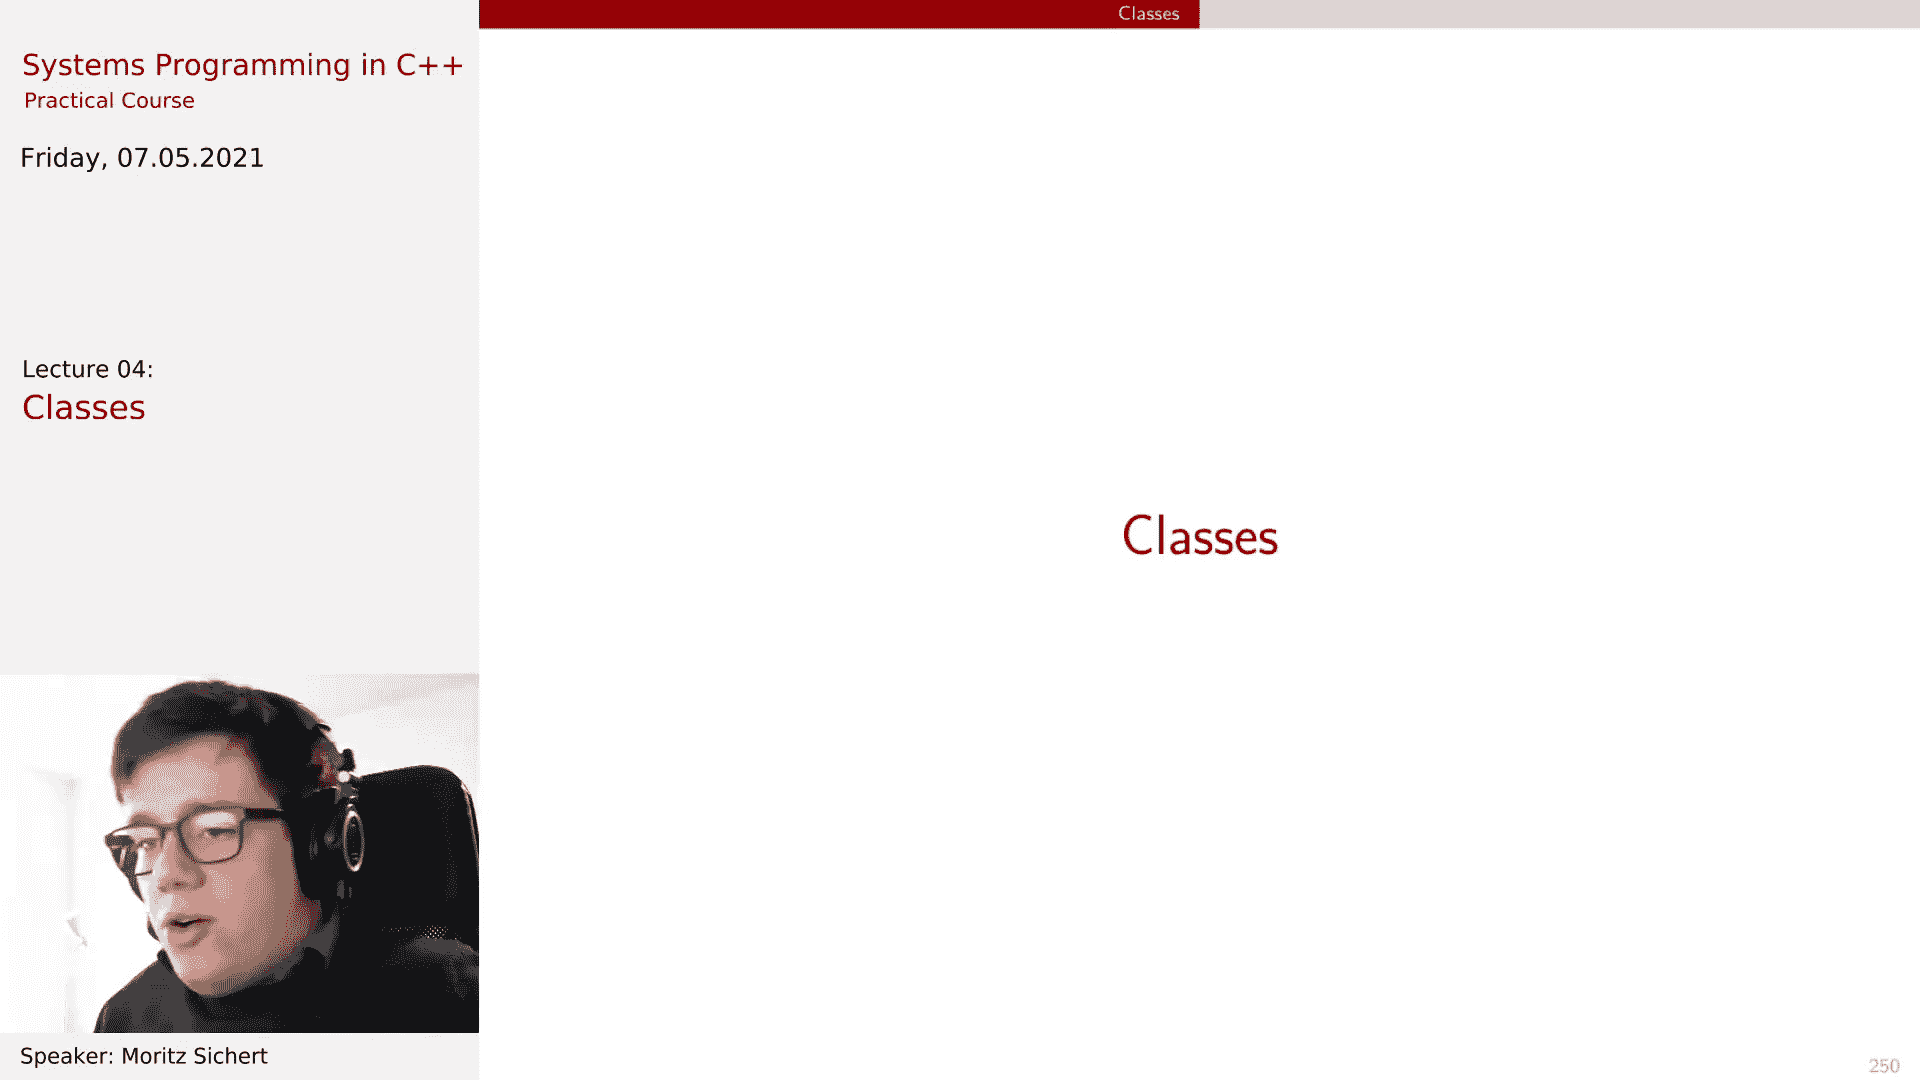 Classes
Systems Programming in C++
Practical Course
Friday, 07.05.2021
Lecture 04:
Classes
Classes
Speaker: Moritz Sichert
250